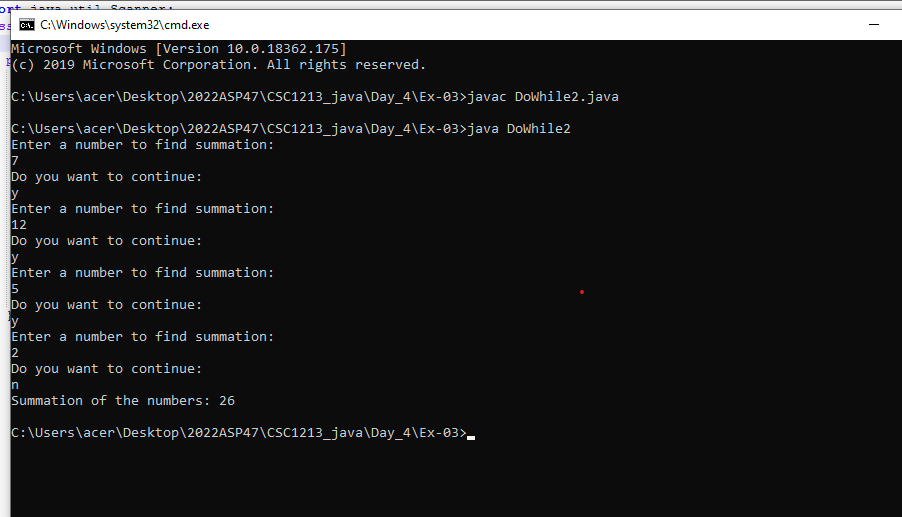 ort java.util.Scanner;
C:\Windows\system32\cmd.exe
Microsoft Windows [Version 10.0.18362.175]
(c) 2019 Microsoft Corporation. All rights reserved.
C:\Users\acer\Desktop\2022ASP47\CSC1213_java\Day_4\Ex-03>javac DoWhile2.java
C:\Users\acer\Desktop\2022ASP47\CSC1213_java\Day_4\Ex-03>java DoWhile2
Enter a number to find summation:
7
Do you want to continue:
y
Enter a number to find summation:
12
Do you want to continue:
y
Enter a number to find summation:
5
Do you want to continue:
y
Enter a number to find summation:
2
Do you want to continue:
n
Summation of the numbers: 26
C:\Users\acer\Desktop\2022ASP47\CSC1213_java\Day_4\Ex-03>